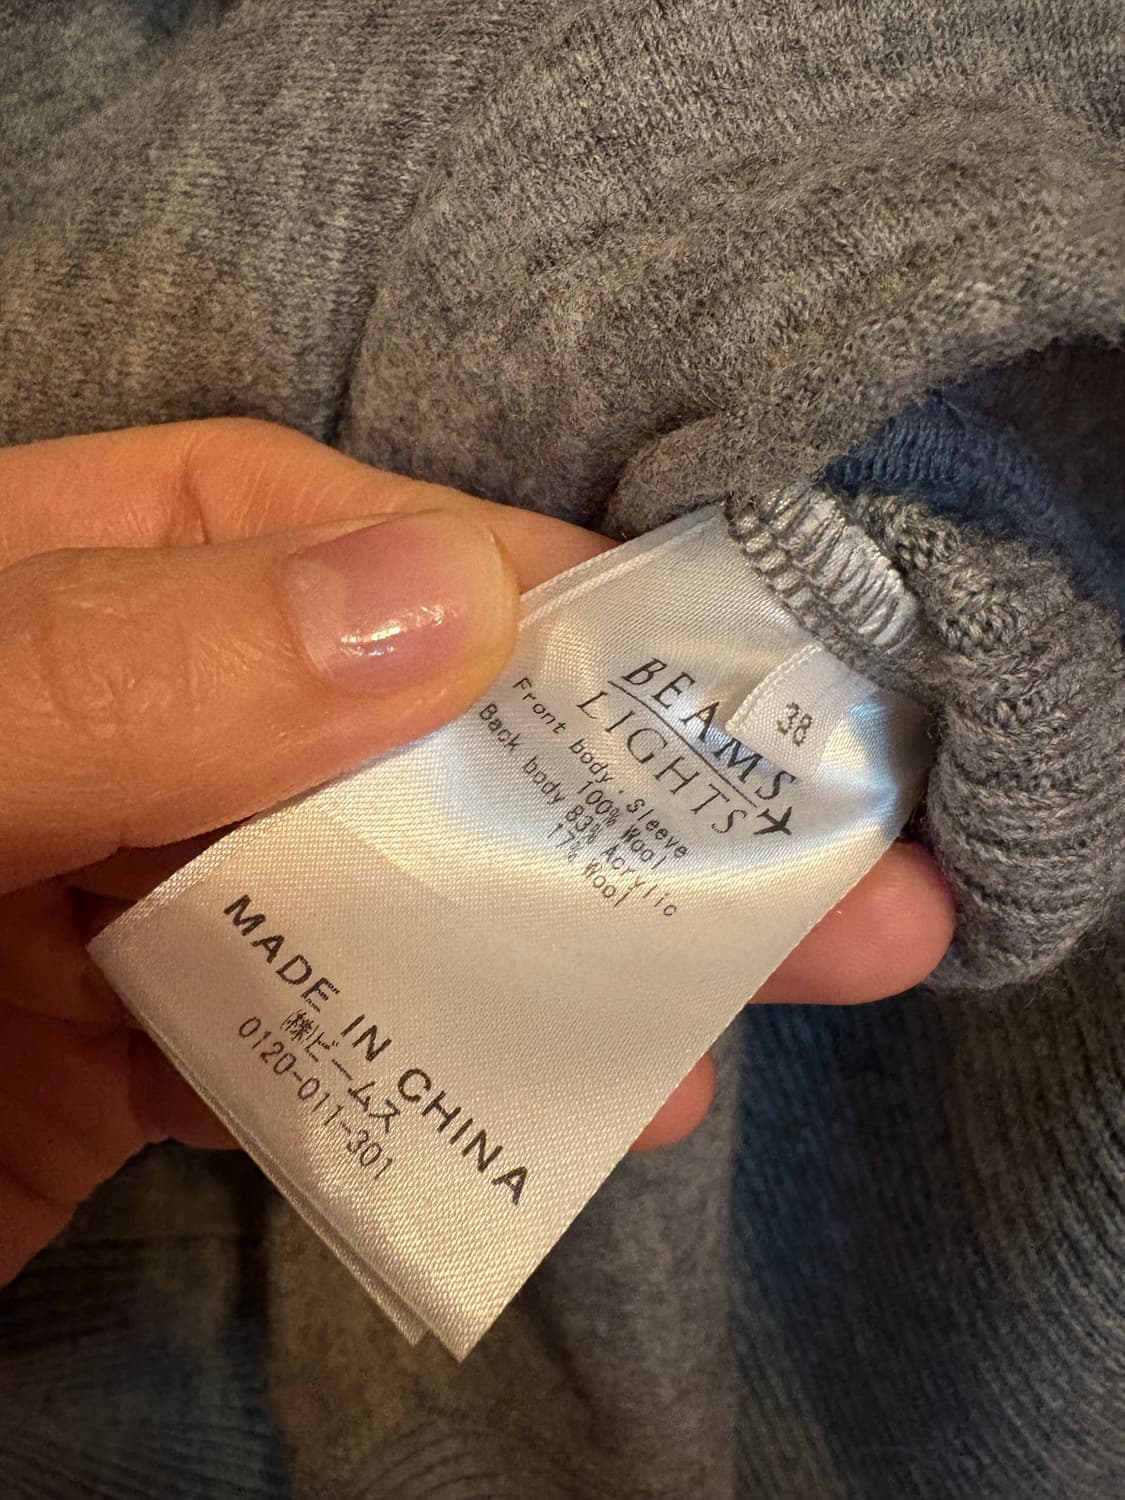 38
BEAMS
LIGHTS
Front body, Sleeve
100% Wool
Back body 83% Acrylic
17% Wool
MADE IN CHINA
㈱ビームス
0120-011-301